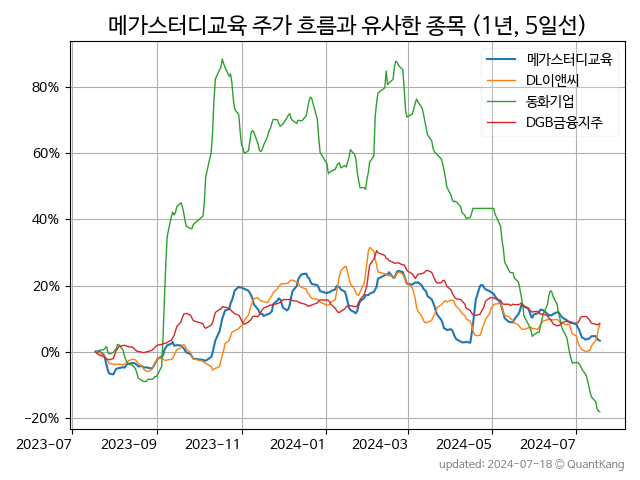 메가스터디교육 주가 흐름과 유사한 종목 (1년, 5일선)
메가스터디교육
DL이앤씨
동화기업
DGB금융지주
80%
60%
40%
20%
0%
−20%
2023-07
2023-09
2023-11
2024-01
2024-03
2024-05
2024-07
updated: 2024-07-18 © QuantKang